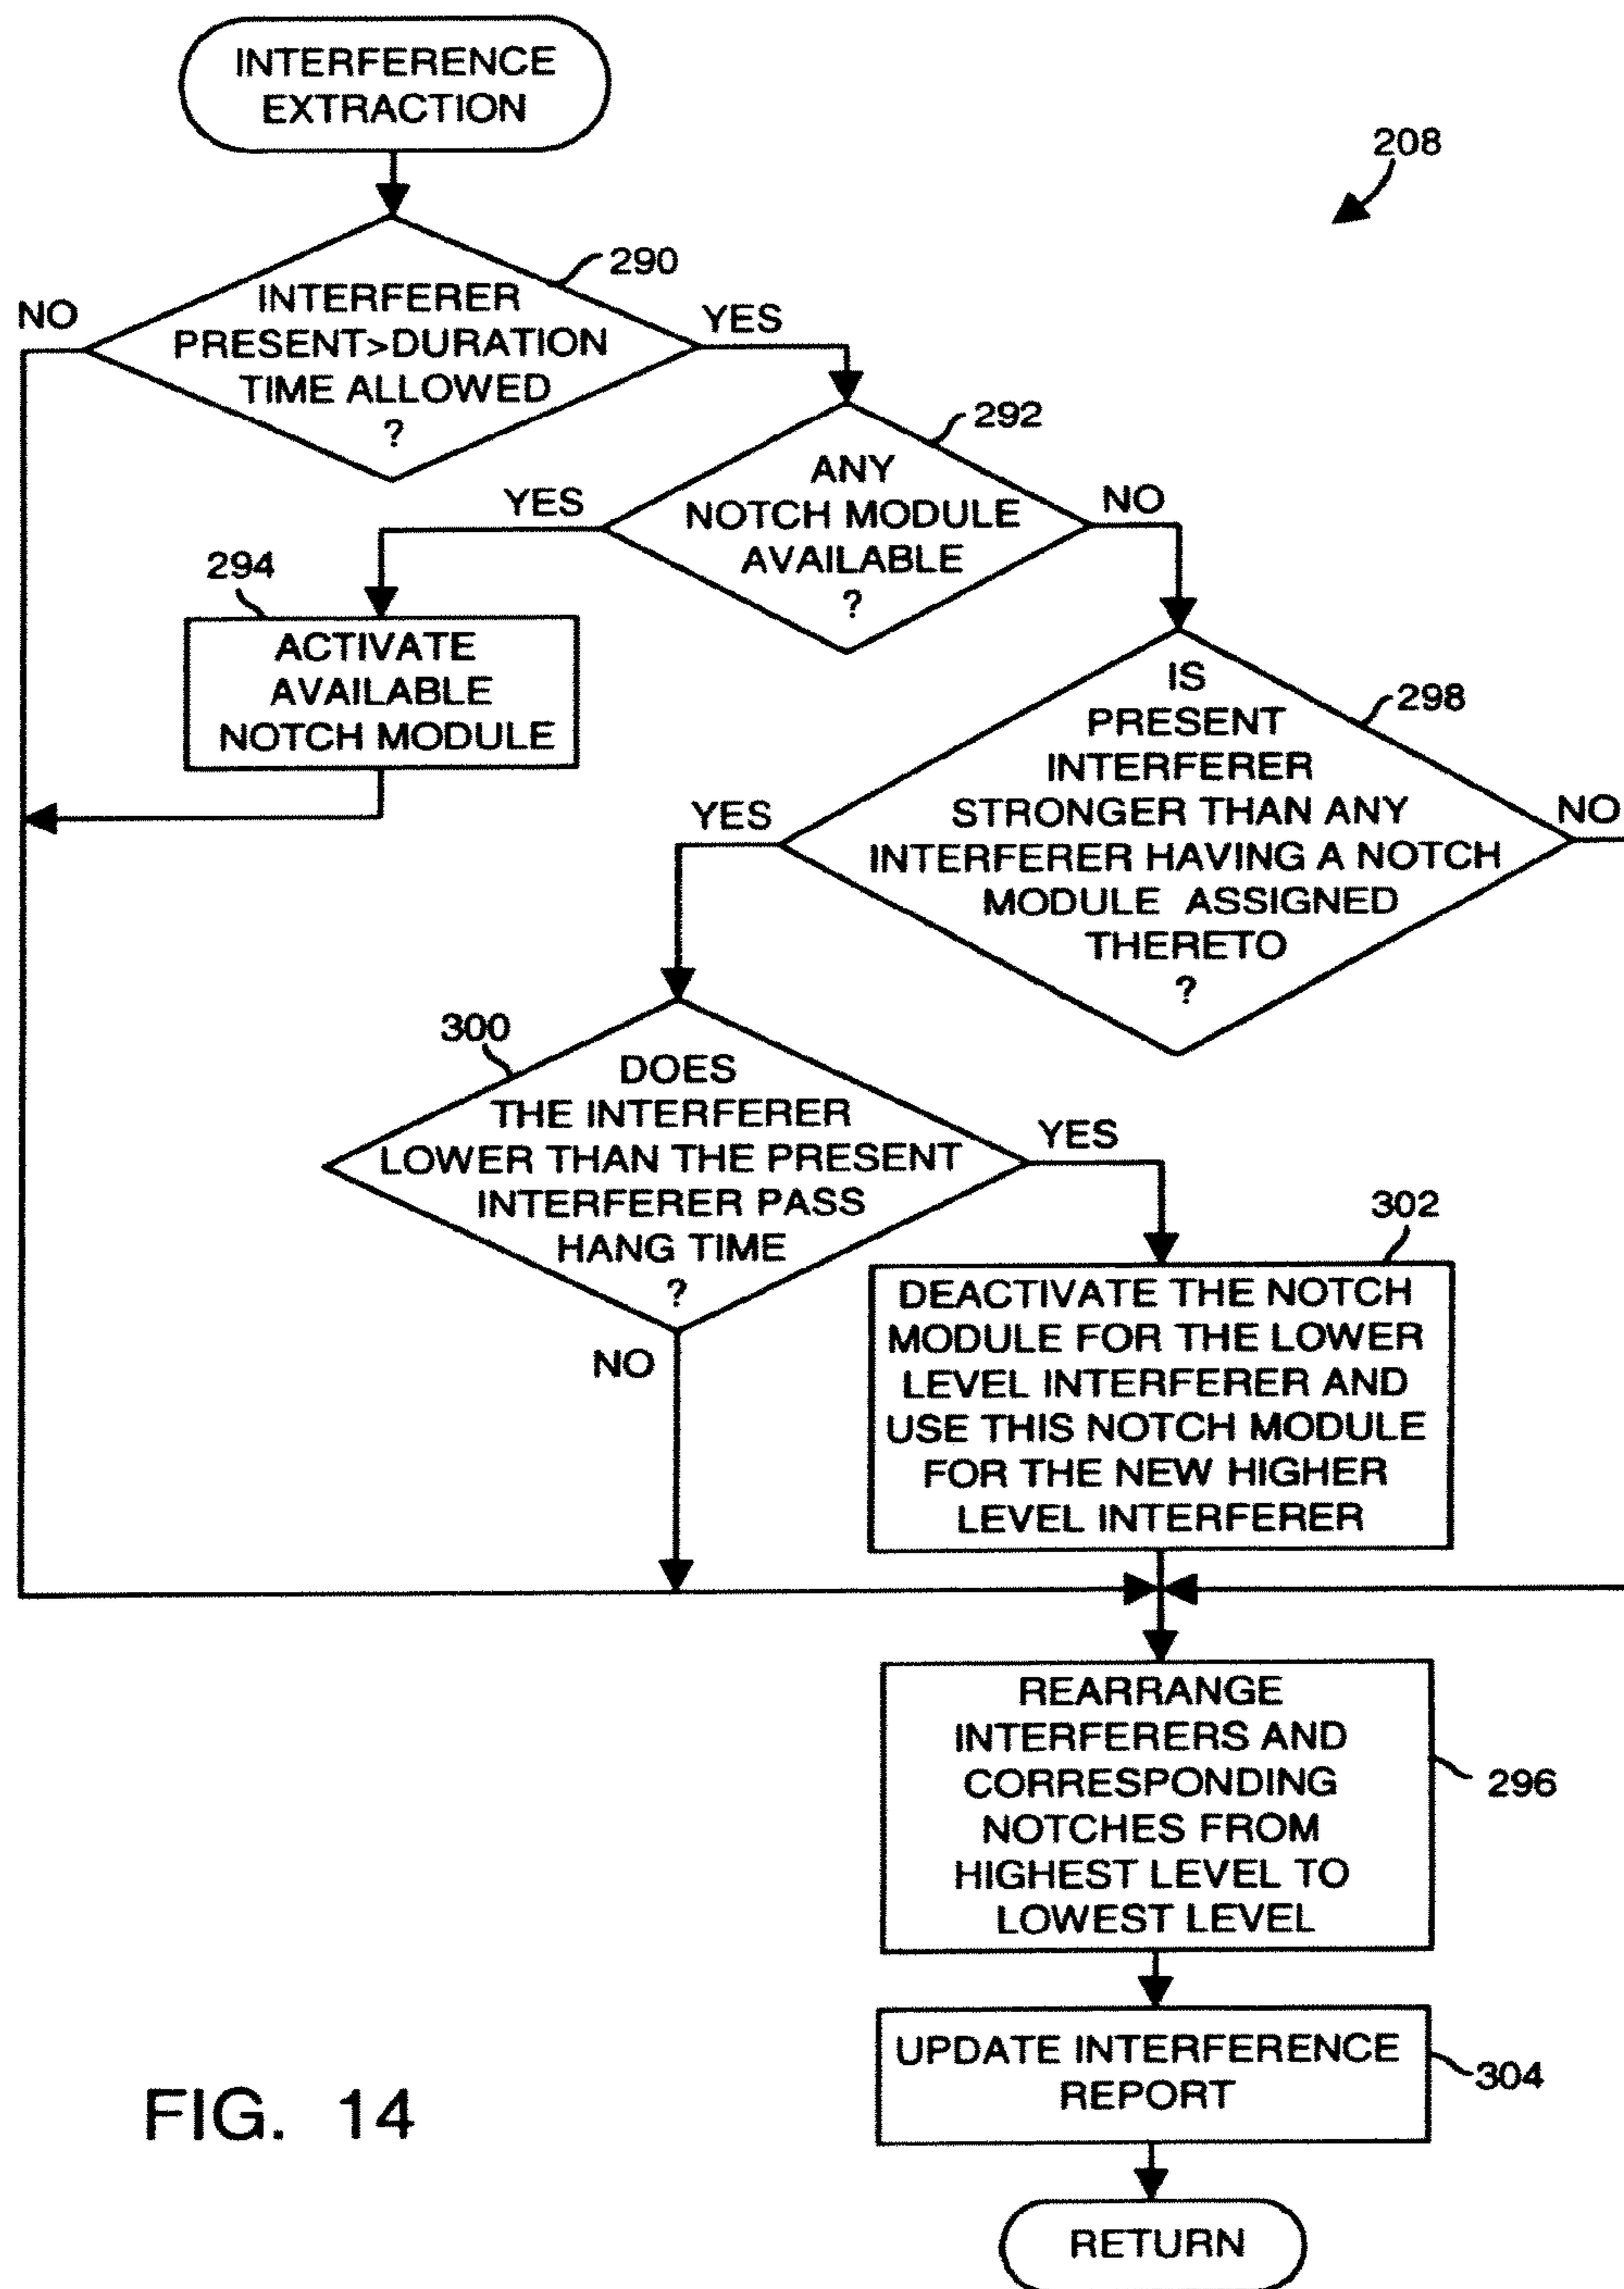 INTERFERENCE
EXTRACTION
208
290
INTERFERER
PRESENT>DURATION
TIME ALLOWED
?
NO
YES
292
ANY
NOTCH MODULE
AVAILABLE
?
YES
NO
294
ACTIVATE
AVAILABLE
NOTCH MODULE
298
IS
PRESENT
INTERFERER
STRONGER THAN ANY
INTERFERER HAVING A NOTCH
MODULE ASSIGNED
THERETO
?
YES
NO
300
DOES
THE INTERFERER
LOWER THAN THE PRESENT
INTERFERER PASS
HANG TIME
?
YES
NO
302
DEACTIVATE THE NOTCH
MODULE FOR THE LOWER
LEVEL INTERFERER AND
USE THIS NOTCH MODULE
FOR THE NEW HIGHER
LEVEL INTERFERER
REARRANGE
INTERFERERS AND
CORRESPONDING
NOTCHES FROM
HIGHEST LEVEL TO
LOWEST LEVEL
296
UPDATE INTERFERENCE
REPORT
304
RETURN
FIG. 14